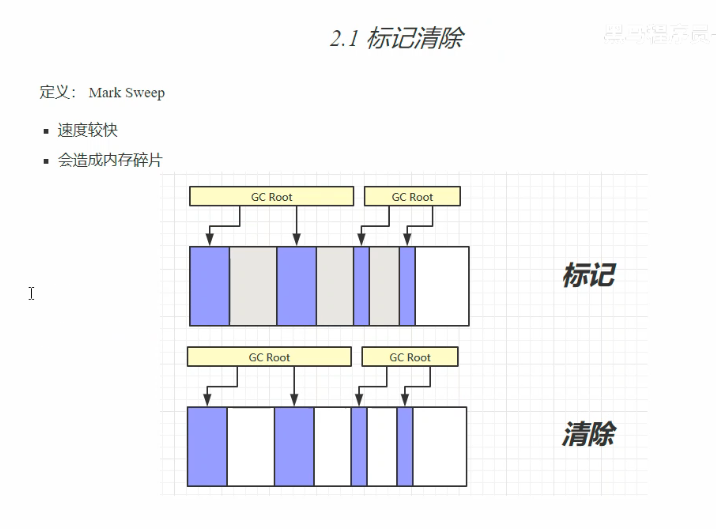 2.1 标记清除
定义： Mark Sweep
速度较快
会造成内存碎片
GC Root
GC Root
标记
GC Root
GC Root
清除